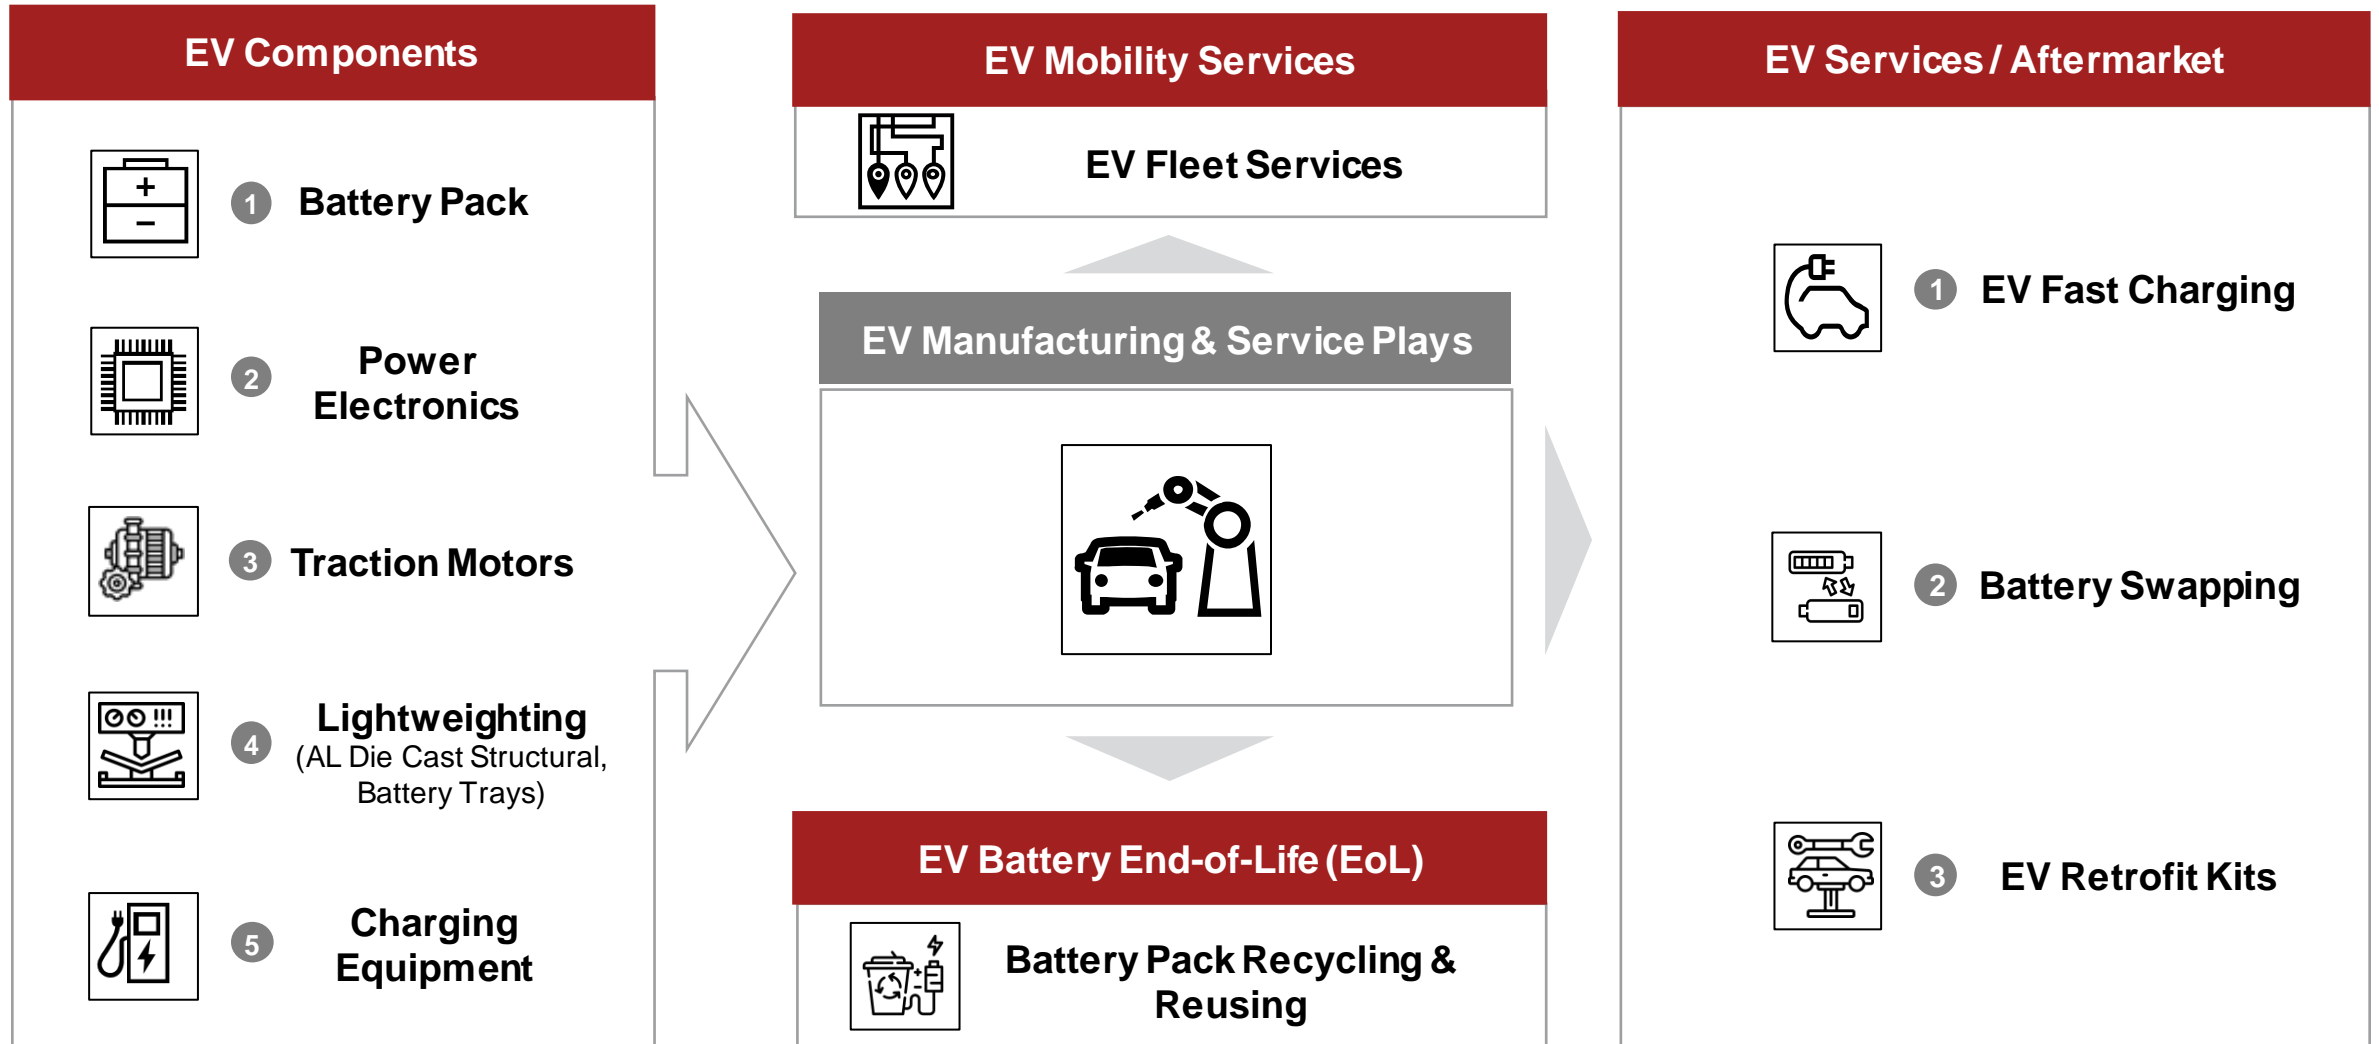 EV Components
1 Battery Pack
2 Power
Electronics
3 Traction Motors
4 Lightweighting
(AL Die Cast Structural,
Battery Trays)
5 Charging
Equipment
EV Mobility Services
EV Fleet Services
EV Manufacturing & Service Plays
EV Battery End-of-Life (EoL)
Battery Pack Recycling &
Reusing
EV Services / Aftermarket
1 EV Fast Charging
2 Battery Swapping
3 EV Retrofit Kits